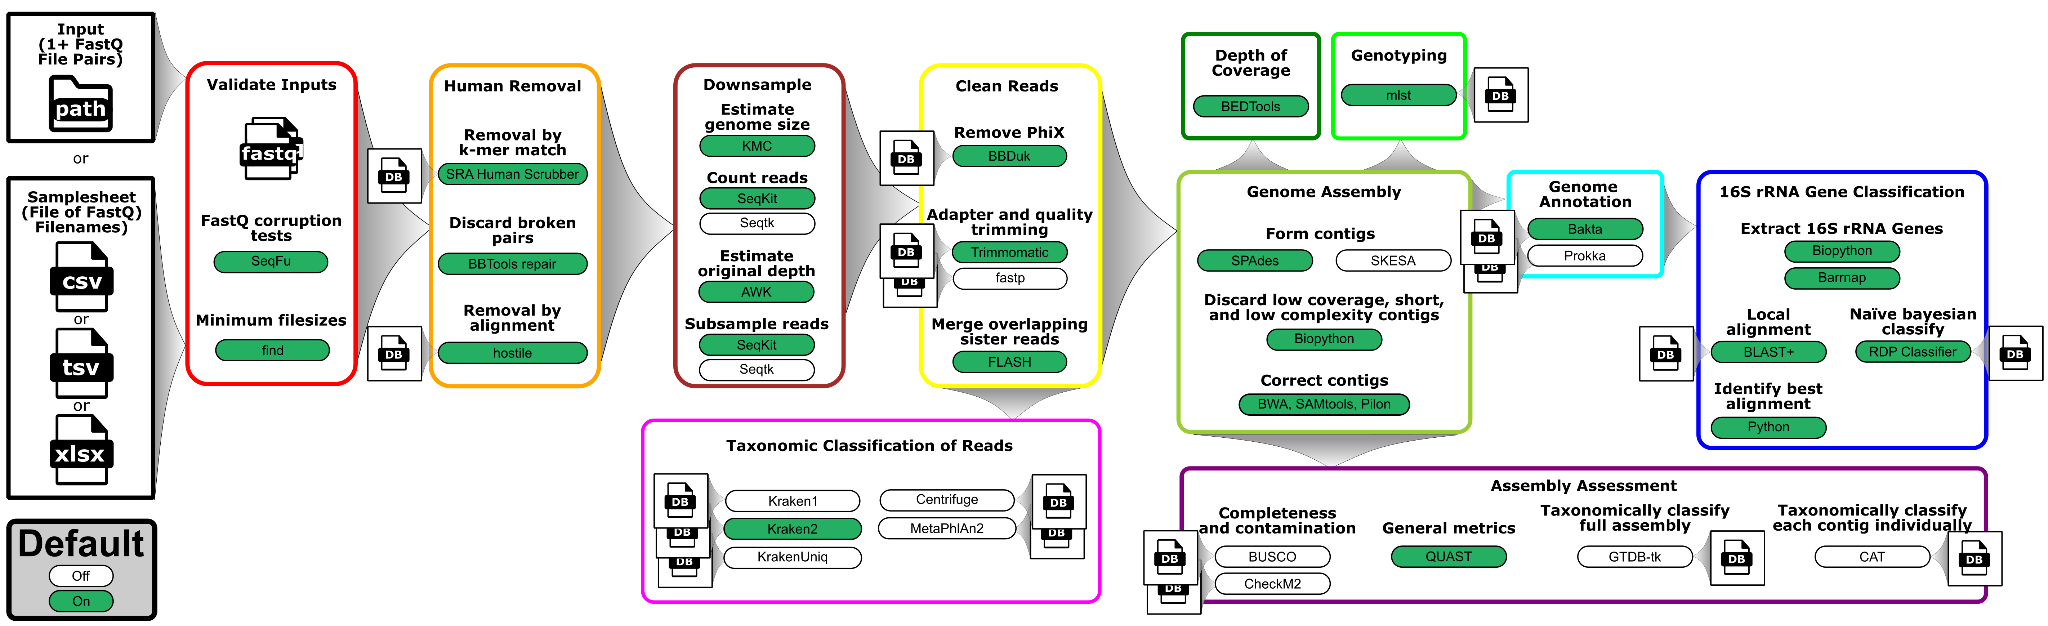 Input
(1+ FastQ
File Pairs)
path
or
Samplesheet
(File of FastQ)
Filenames)
csv
or
tsv
or
xlsx
Default
Off
On
Validate Inputs
fastq
FastQ corruption
tests
SeqFu
Minimum filesizes
find
Human Removal
Removal by
k-mer match
DB
SRA Human Scrubber
Discard broken
pairs
BBTools repair
Removal by
alignment
DB
hostile
Downsample
Estimate
genome size
KMC
Count reads
SeqKit
Seqtk
Estimate
original depth
AWK
Subsample reads
SeqKit
Seqtk
Clean Reads
Remove PhiX
DB
BBDuk
Adapter and quality
trimming
DB
Trimmomatic
DB
fastp
Merge overlapping
sister reads
FLASH
Taxonomic Classification of Reads
DB
Kraken1
DB
Kraken2
DB
KrakenUniq
Centrifuge
DB
MetaPhlAn2
DB
Depth of
Coverage
BEDTools
Genotyping
mlst
DB
Genome Assembly
Form contigs
SPAdes
SKESA
Discard low coverage, short,
and low complexity contigs
Biopython
Correct contigs
BWA, SAMtools, Pilon
Genome
Annotation
DB
Bakta
DB
Prokka
16S rRNA Gene Classification
Extract 16S rRNA Genes
Biopython
Barrnap
Local
alignment
DB
BLAST+
Naïve bayesian
classify
RDP Classifier
DB
Identify best
alignment
Python
Assembly Assessment
Completeness
and contamination
DB
BUSCO
DB
CheckM2
General metrics
QUAST
Taxonomically classify
full assembly
GTDB-tk
DB
Taxonomically classify
each contig individually
CAT
DB